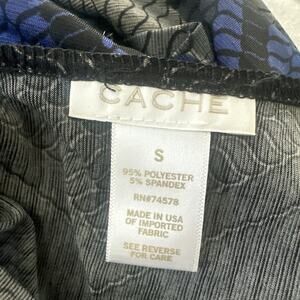 CACHE
S
95% POLYESTER
5% SPANDEX
RN#74578
MADE IN USA
OF IMPORTED
FABRIC
SEE REVERSE
FOR CARE